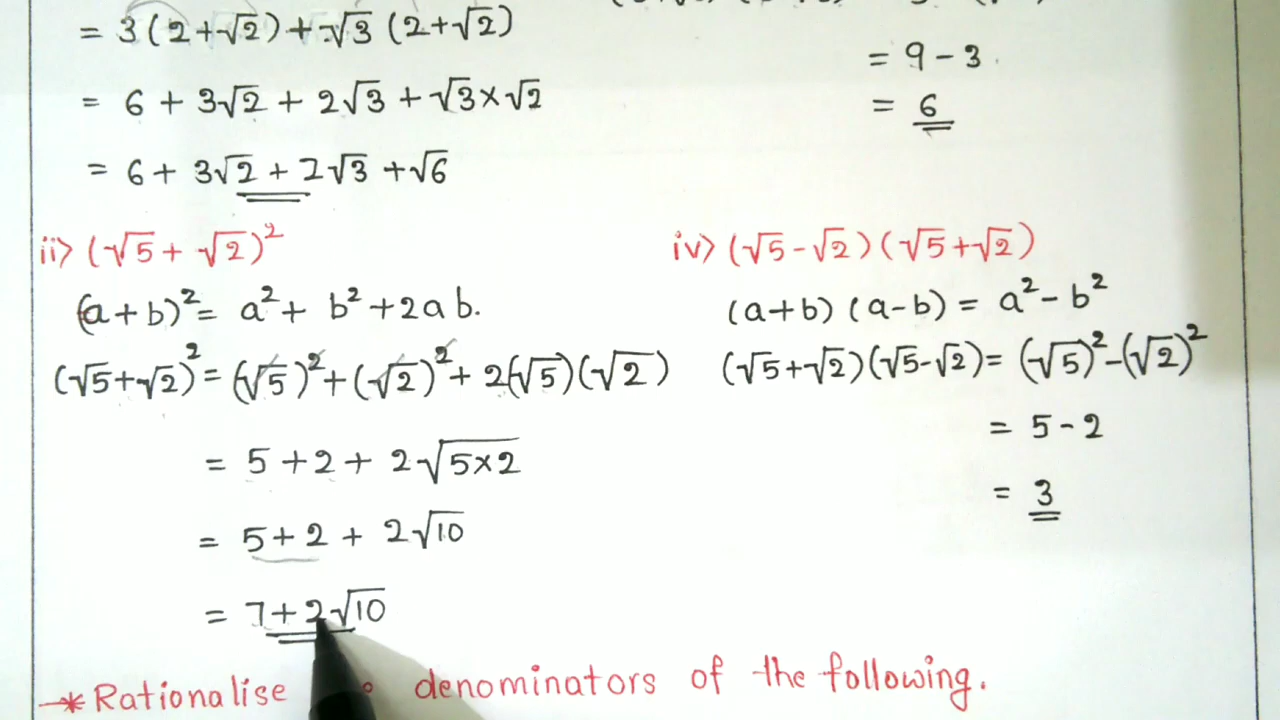 = 3(2+√2)+√3 (2+√2)
= 6 + 3√2 + 2√3 + √3×√2
= 6 + 3√2 + 2√3 + √6
ii> (√5 + √2)²
(a+b)² = a² + b² + 2ab.
(√5+√2)² = (√5)² + (√2)² + 2(√5)(√2)
= 5 + 2 + 2√5×2
= 5 + 2 + 2√10
= 7 + 2√10
= 9 - 3
= 6
iv> (√5 - √2)(√5+√2)
(a+b)(a-b) = a² - b²
(√5+√2)(√5-√2) = (√5)² - (√2)²
= 5 - 2
= 3
→* Rationalise denominators of the following.